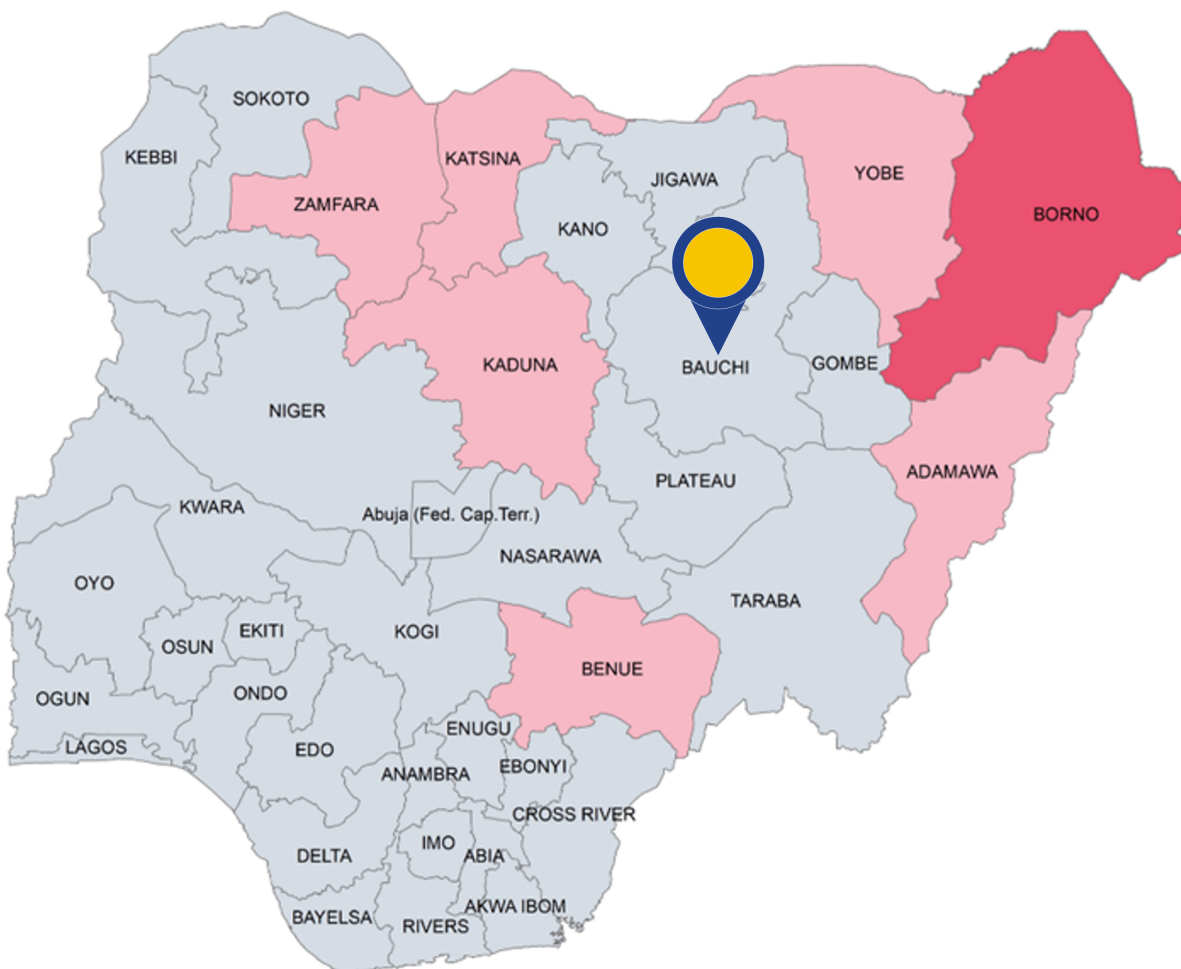 SOKOTO
KEBBI
KATSINA
JIGAWA
YOBE
ZAMFARA
BORNO
KANO
KADUNA
BAUCHI
GOMBE
NIGER
ADAMAWA
PLATEAU
KWARA
Abuja (Fed. Cap.Terr.)
NASARAWA
OYO
TARABA
EKITI
KOGI
OSUN
BENUE
OGUN
ONDO
ENUGU
LAGOS
EDO
EBONYI
ANAMBRA
CROSS RIVER
IMO
DELTA
ABIA
AKWA IBOM
BAYELSA
RIVERS